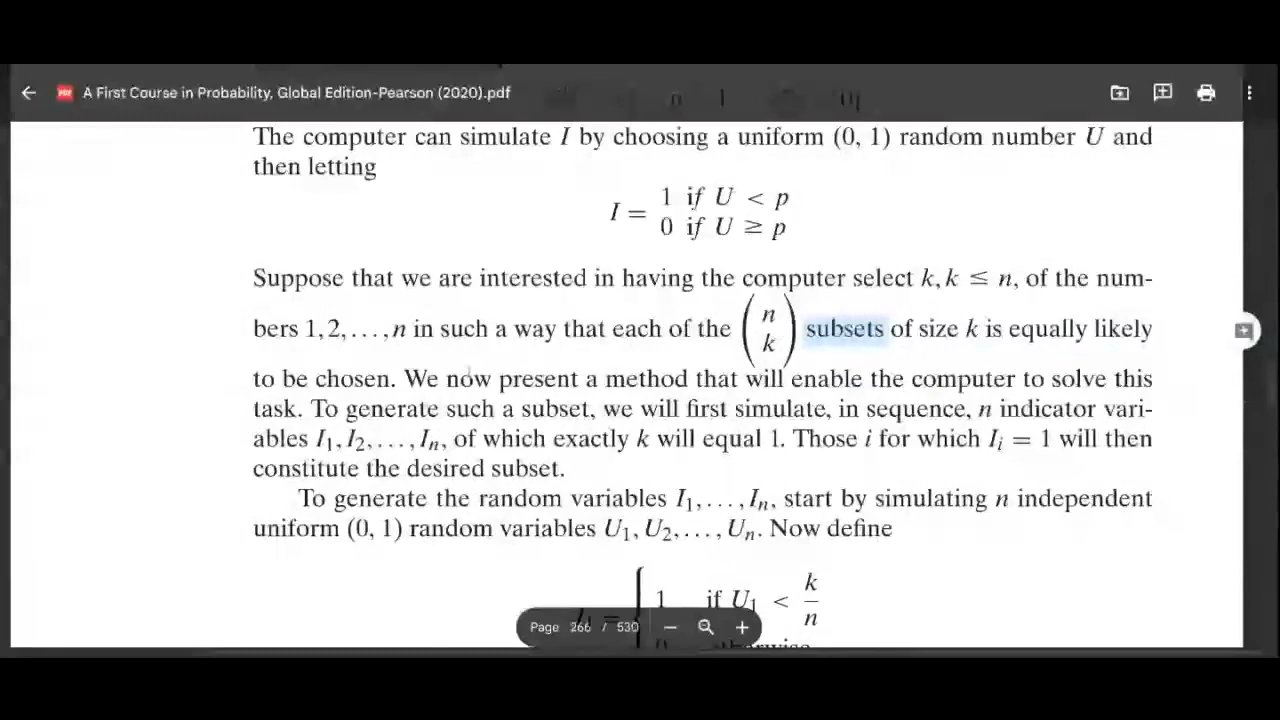 A First Course in Probability, Global Edition-Pearson (2020).pdf
The computer can simulate I by choosing a uniform (0, 1) random number U and
then letting
I = 1 if U < p
0 if U ≥ p
Suppose that we are interested in having the computer select k, k ≤ n, of the num-
bers 1, 2, . . . , n in such a way that each of the (n k) subsets of size k is equally likely
to be chosen. We now present a method that will enable the computer to solve this
task. To generate such a subset, we will first simulate, in sequence, n indicator vari-
ables I₁, I₂, . . . , Iₙ, of which exactly k will equal 1. Those i for which Iᵢ = 1 will then
constitute the desired subset.
To generate the random variables I₁, . . . , Iₙ, start by simulating n independent
uniform (0, 1) random variables U₁, U₂, . . . , Uₙ. Now define
1 if U₁ < k/n
Page 266 / 530